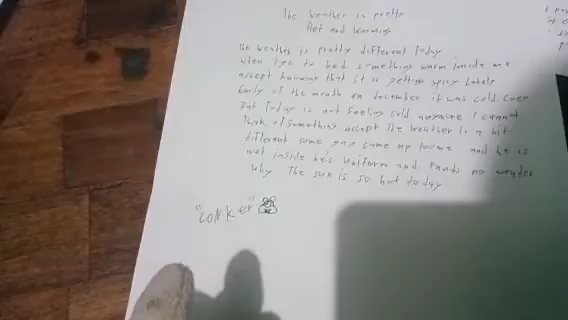 The Weather is pretty
Hot and Warming
The weather is pretty different Today
when I go to bed something warm inside me
accept knowing that it is getting spicy Lately
Early of the month on december it was cold Cozy
But Today is not Feeling cold anymore I cannot
Think of something accept The weather is a bit
different some guy came up to me and he is
wet inside he's Uniform and Pants no wonder
why The sun is so hot today